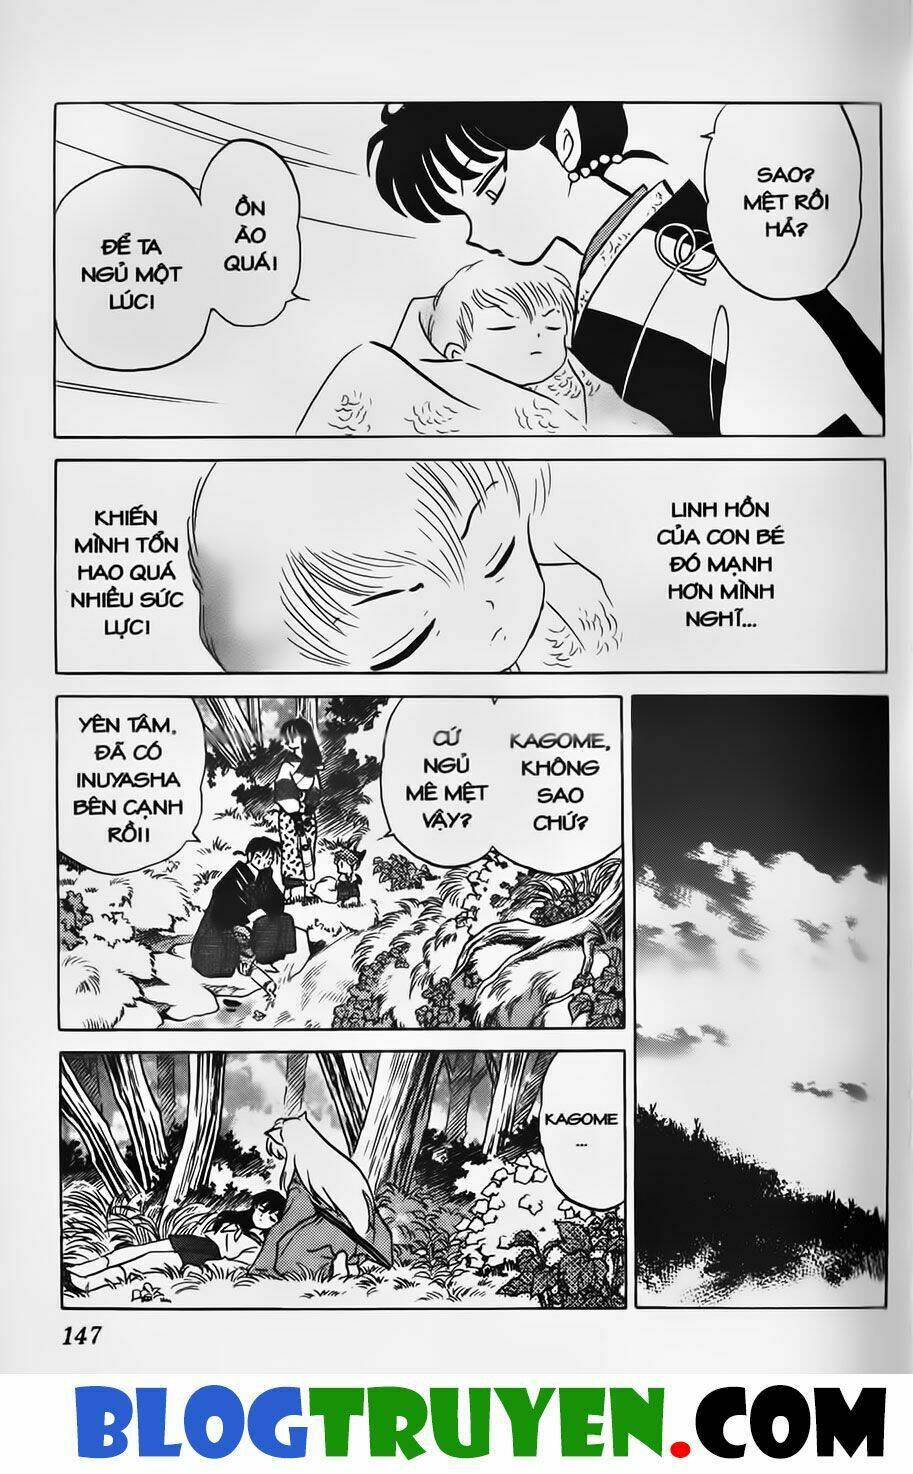 SAO?
MỆT RỒI
HẢ?
ỒN
ÀO
QUÁ!
ĐỂ TA
NGỦ MỘT
LÚC!
LINH HỒN
CỦA CON BÉ
ĐÓ MẠNH
HƠN MÌNH
NGHĨ...
KHIẾN
MÌNH TỔN
HAO QUÁ
NHIỀU SỨC
LỰC!
KAGOME,
KHÔNG
SAO
CHỨ?
CỨ
NGỦ
MÊ MỆT
VẬY?
YÊN TÂM,
ĐÃ CÓ
INUYASHA
BÊN CẠNH
RỒI!
KAGOME
...
147
BLOGTRUYEN.COM